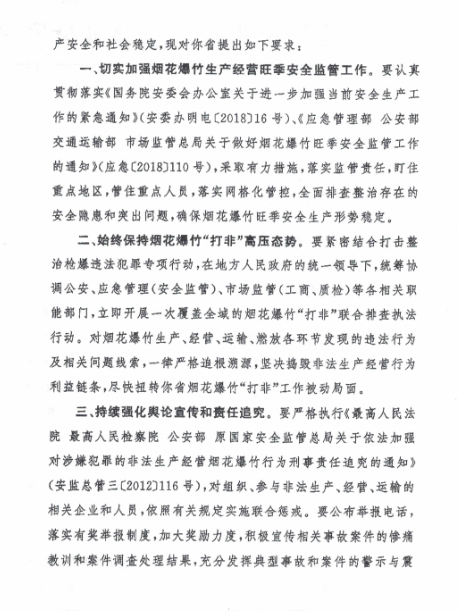 产安全和社会稳定,现对你省提出如下要求:
一、切实加强烟花爆竹生产经营旺季安全监管工作。要认真
贯彻落实《国务院安委会办公室关于进一步加强当前安全生产工
作的紧急通知》(安委办明电〔2018〕16号)、《应急管理部 公安部
交通运输部 市场监管总局关于做好烟花爆竹旺季安全监管工作
的通知》(应急〔2018〕110号),采取有力措施,落实监管责任,盯住
重点地区,管住重点人员,落实网格化管控,全面排查整治存在的
安全隐患和突出问题,确保烟花爆竹旺季安全生产形势稳定。
二、始终保持烟花爆竹“打非”高压态势。要紧密结合打击整
治枪爆违法犯罪专项行动,在地方人民政府的统一领导下,统筹协
调公安、应急管理(安全监管)、市场监管(工商、质检)等各相关职
能部门,立即开展一次覆盖全域的烟花爆竹“打非”联合排查执法
行动。对烟花爆竹生产、经营、运输、燃放各环节发现的违法行为
及相关问题线索,一律严格追根溯源,坚决捣毁非法生产经营行为
利益链条,尽快扭转你省烟花爆竹“打非”工作被动局面。
三、持续强化舆论宣传和责任追究。要严格执行《最高人民法
院 最高人民检察院 公安部 原国家安全监管总局关于依法加强
对涉嫌犯罪的非法生产经营烟花爆竹行为刑事责任追究的通知》
(安监总管三〔2012〕116号),对组织、参与非法生产、经营、运输的
相关企业和人员,依照有关规定实施联合惩戒。要公布举报电话,
落实有奖举报制度,加大奖励力度,积极宣传相关事故案件的惨痛
教训和案件调查处理结果,充分发挥典型事故和案件的警示与震